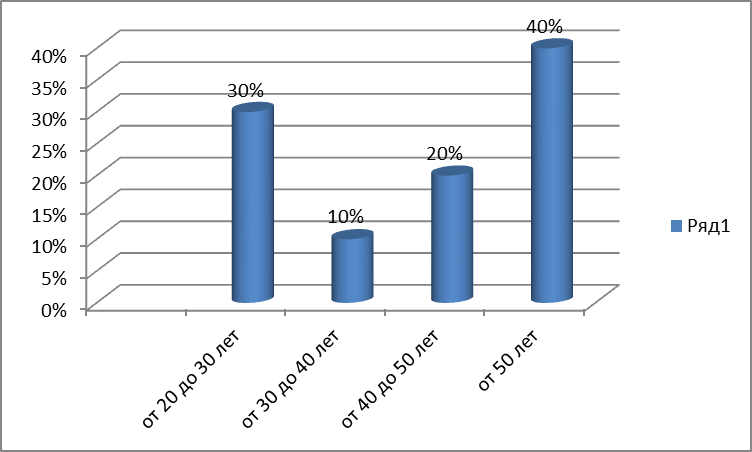 40%
35%
30%
25%
20%
15%
10%
5%
0%
30%
10%
20%
40%
от 20 до 30 лет
от 30 до 40 лет
от 40 до 50 лет
от 50 лет
Ряд1